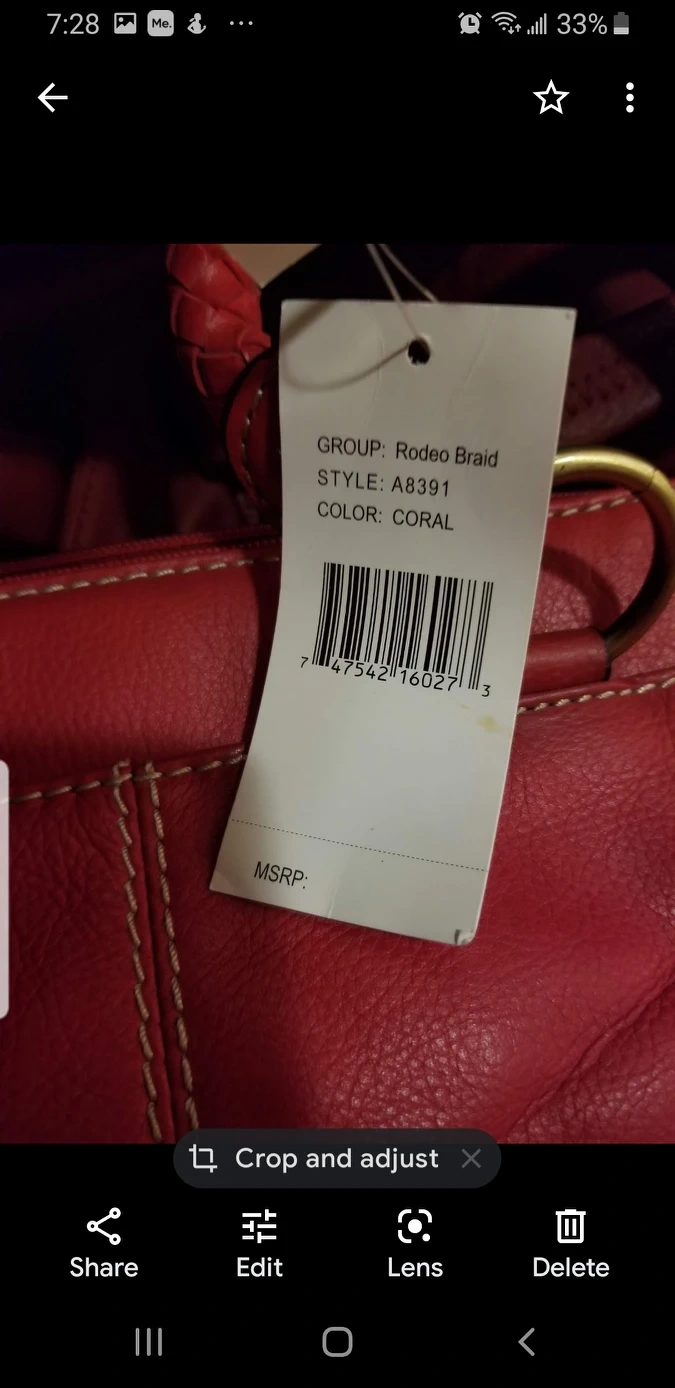 7:28 Me. ... 33%
GROUP: Rodeo Braid
STYLE: A8391
COLOR: CORAL
7 47542 16027 3
MSRP:
Crop and adjust
Share Edit Lens Delete